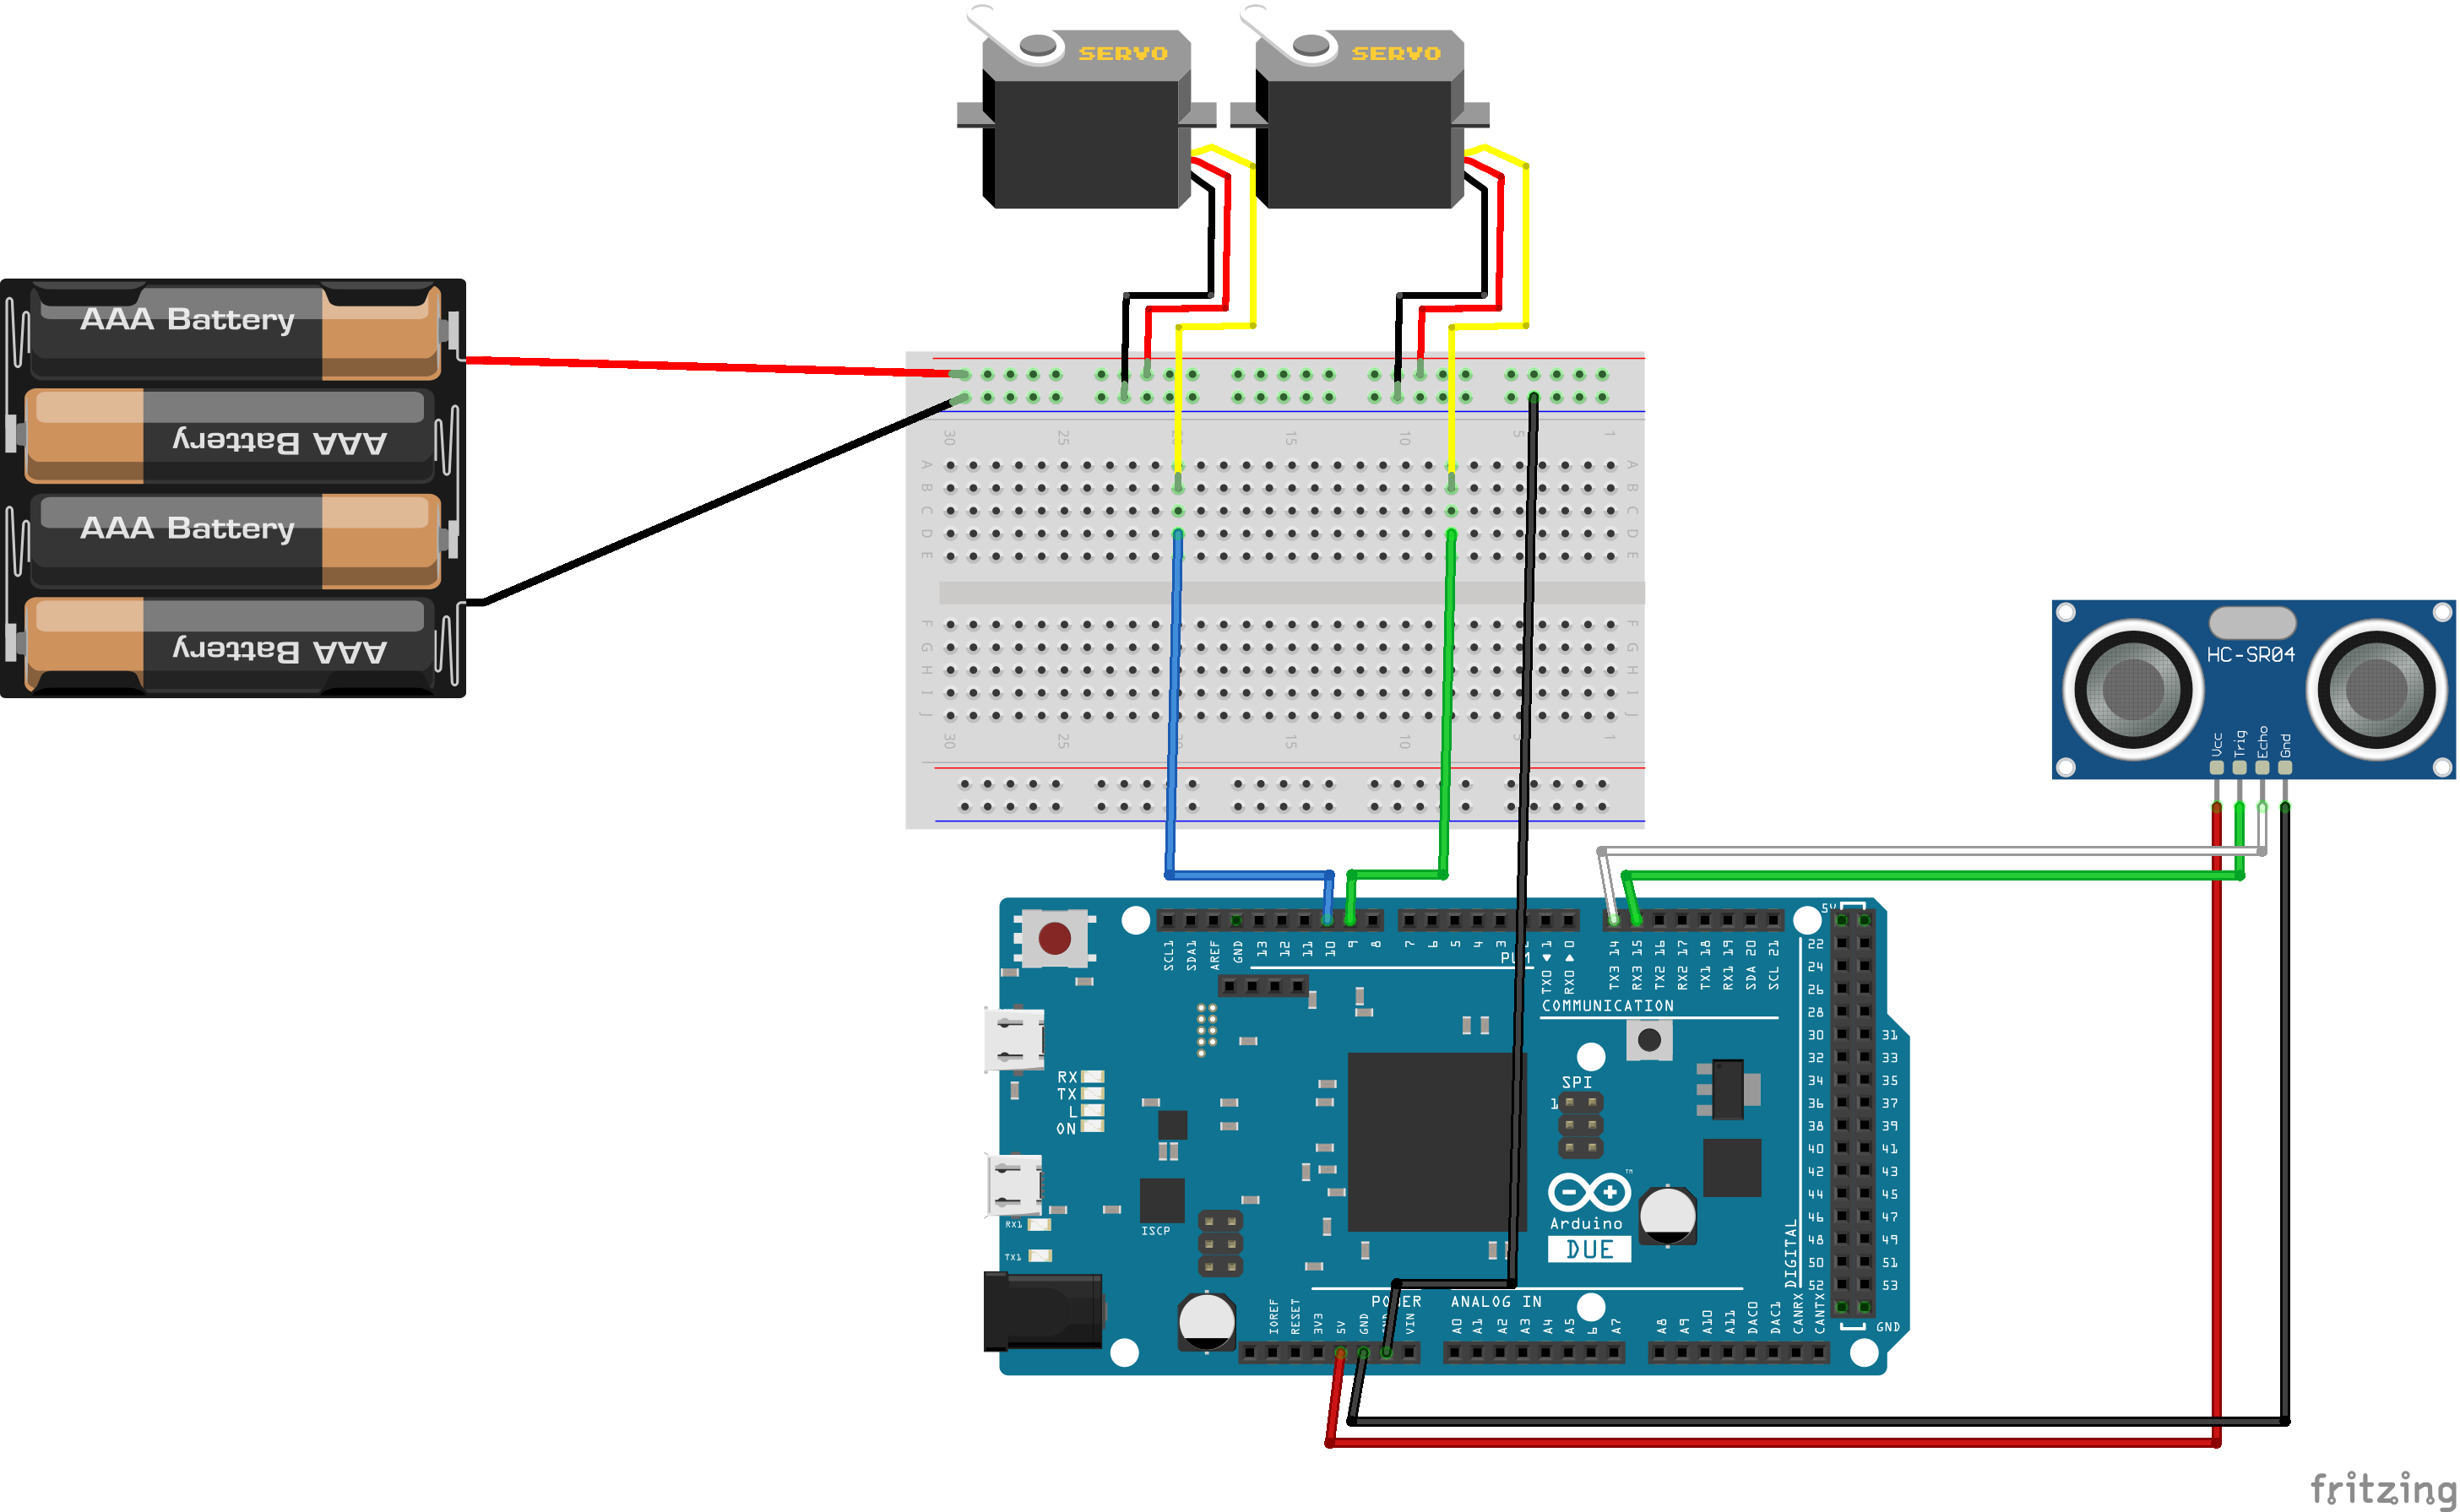 SERVO
SERVO
AAA Battery
AAA Battery
AAA Battery
AAA Battery
30 25 15 10 5 1
A A
B B
C C
D D
E E
F F
G G
H H
I I
J J
30 25 15 10 1
HC-SR04
Vcc Trig Echo Gnd
SCL1 SDA1 AREF GND 13 12 11 10 9 8
7 6 5 4 3 2 TX0 1 RX0 0
PWM
TX3 14 RX3 15 TX2 16 RX2 17 TX1 18 RX1 19 SDA 20 SCL 21
COMMUNICATION
5V
22
24
26
28
30 31
32 33
34 35
36 37
38 39
40 41
42 43
44 45
46 47
48 49
50 51
52 53
GND
DIGITAL
RX
TX
L
ON
SPI
1
ISCP
RX1
TX1
TM
Arduino
DUE
POWER
ANALOG IN
IOREF RESET 3V3 5V GND GND VIN
A0 A1 A2 A3 A4 A5 6 A7
A8 A9 A10 A11 DAC0 DAC1 CANRX CANTX
fritzing